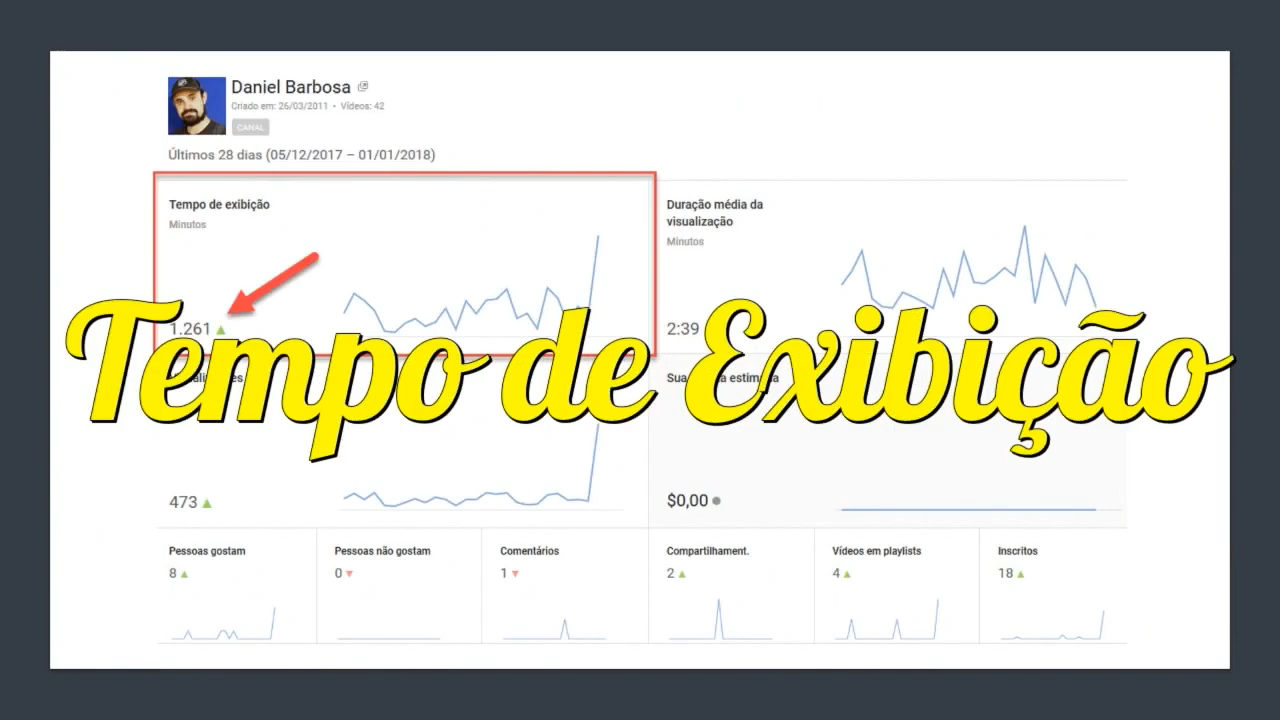 Daniel Barbosa
Criado em: 26/03/2011 • Vídeos: 42
CANAL
Últimos 28 dias (05/12/2017 – 01/01/2018)
Tempo de exibição
Minutos
1.261
Duração média da
visualização
Minutos
2:39
Tempo de Exibição
473
$0,00
Pessoas gostam
8
Pessoas não gostam
0
Comentários
1
Compartilhament.
2
Vídeos em playlists
4
Inscritos
18